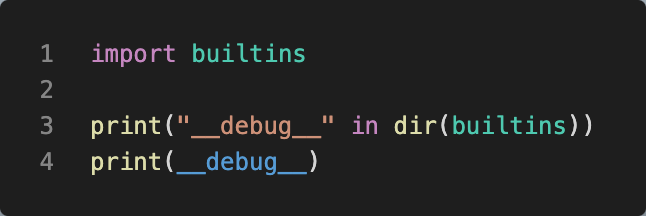 1 import builtins
2
3 print("__debug__" in dir(builtins))
4 print(__debug__)